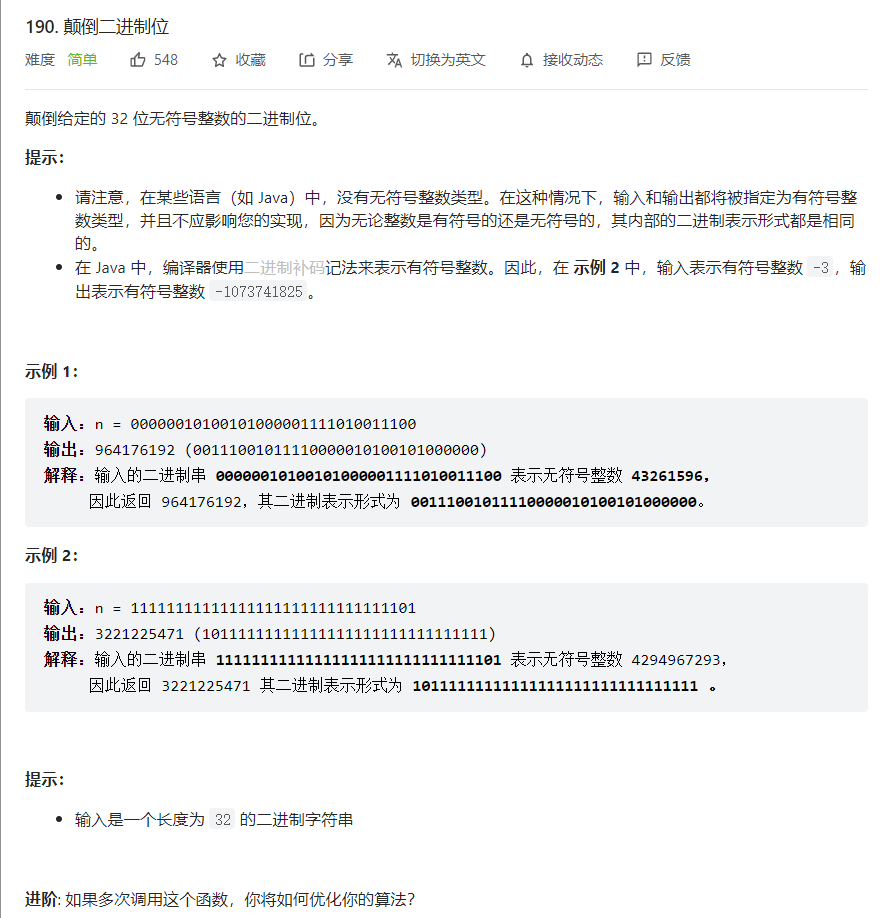 190. 颠倒二进制位
难度 简单 548 收藏 分享 切换为英文 接收动态 反馈
颠倒给定的 32 位无符号整数的二进制位。
提示：
请注意，在某些语言（如 Java）中，没有无符号整数类型。在这种情况下，输入和输出都将被指定为有符号整
数类型，并且不应影响您的实现，因为无论整数是有符号的还是无符号的，其内部的二进制表示形式都是相同
的。
在 Java 中，编译器使用二进制补码记法来表示有符号整数。因此，在 示例 2 中，输入表示有符号整数 -3，输
出表示有符号整数 -1073741825。
示例 1：
输入：n = 00000010100101000001111010011100
输出：964176192 (00111001011110000010100101000000)
解释：输入的二进制串 00000010100101000001111010011100 表示无符号整数 43261596，
因此返回 964176192，其二进制表示形式为 00111001011110000010100101000000。
示例 2：
输入：n = 11111111111111111111111111111101
输出：3221225471 (10111111111111111111111111111111)
解释：输入的二进制串 11111111111111111111111111111101 表示无符号整数 4294967293，
因此返回 3221225471 其二进制表示形式为 10111111111111111111111111111111 。
提示：
输入是一个长度为 32 的二进制字符串
进阶: 如果多次调用这个函数，你将如何优化你的算法？